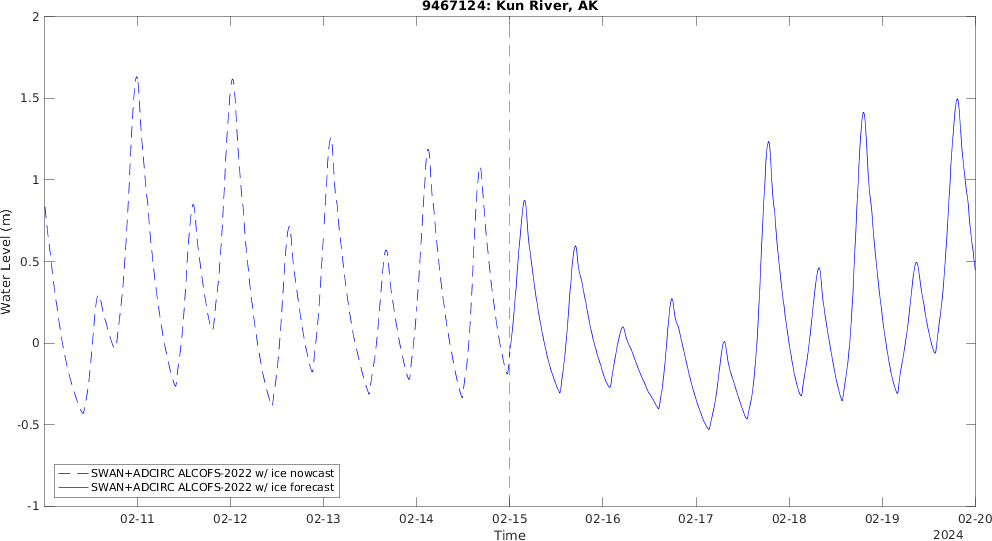 9467124: Kun River, AK
2
1.5
1
0.5
0
-0.5
-1
Water Level (m)
SWAN+ADCIRC ALCOFS-2022 w/ ice nowcast
SWAN+ADCIRC ALCOFS-2022 w/ ice forecast
02-11 02-12 02-13 02-14 02-15 02-16 02-17 02-18 02-19 02-20
Time
2024